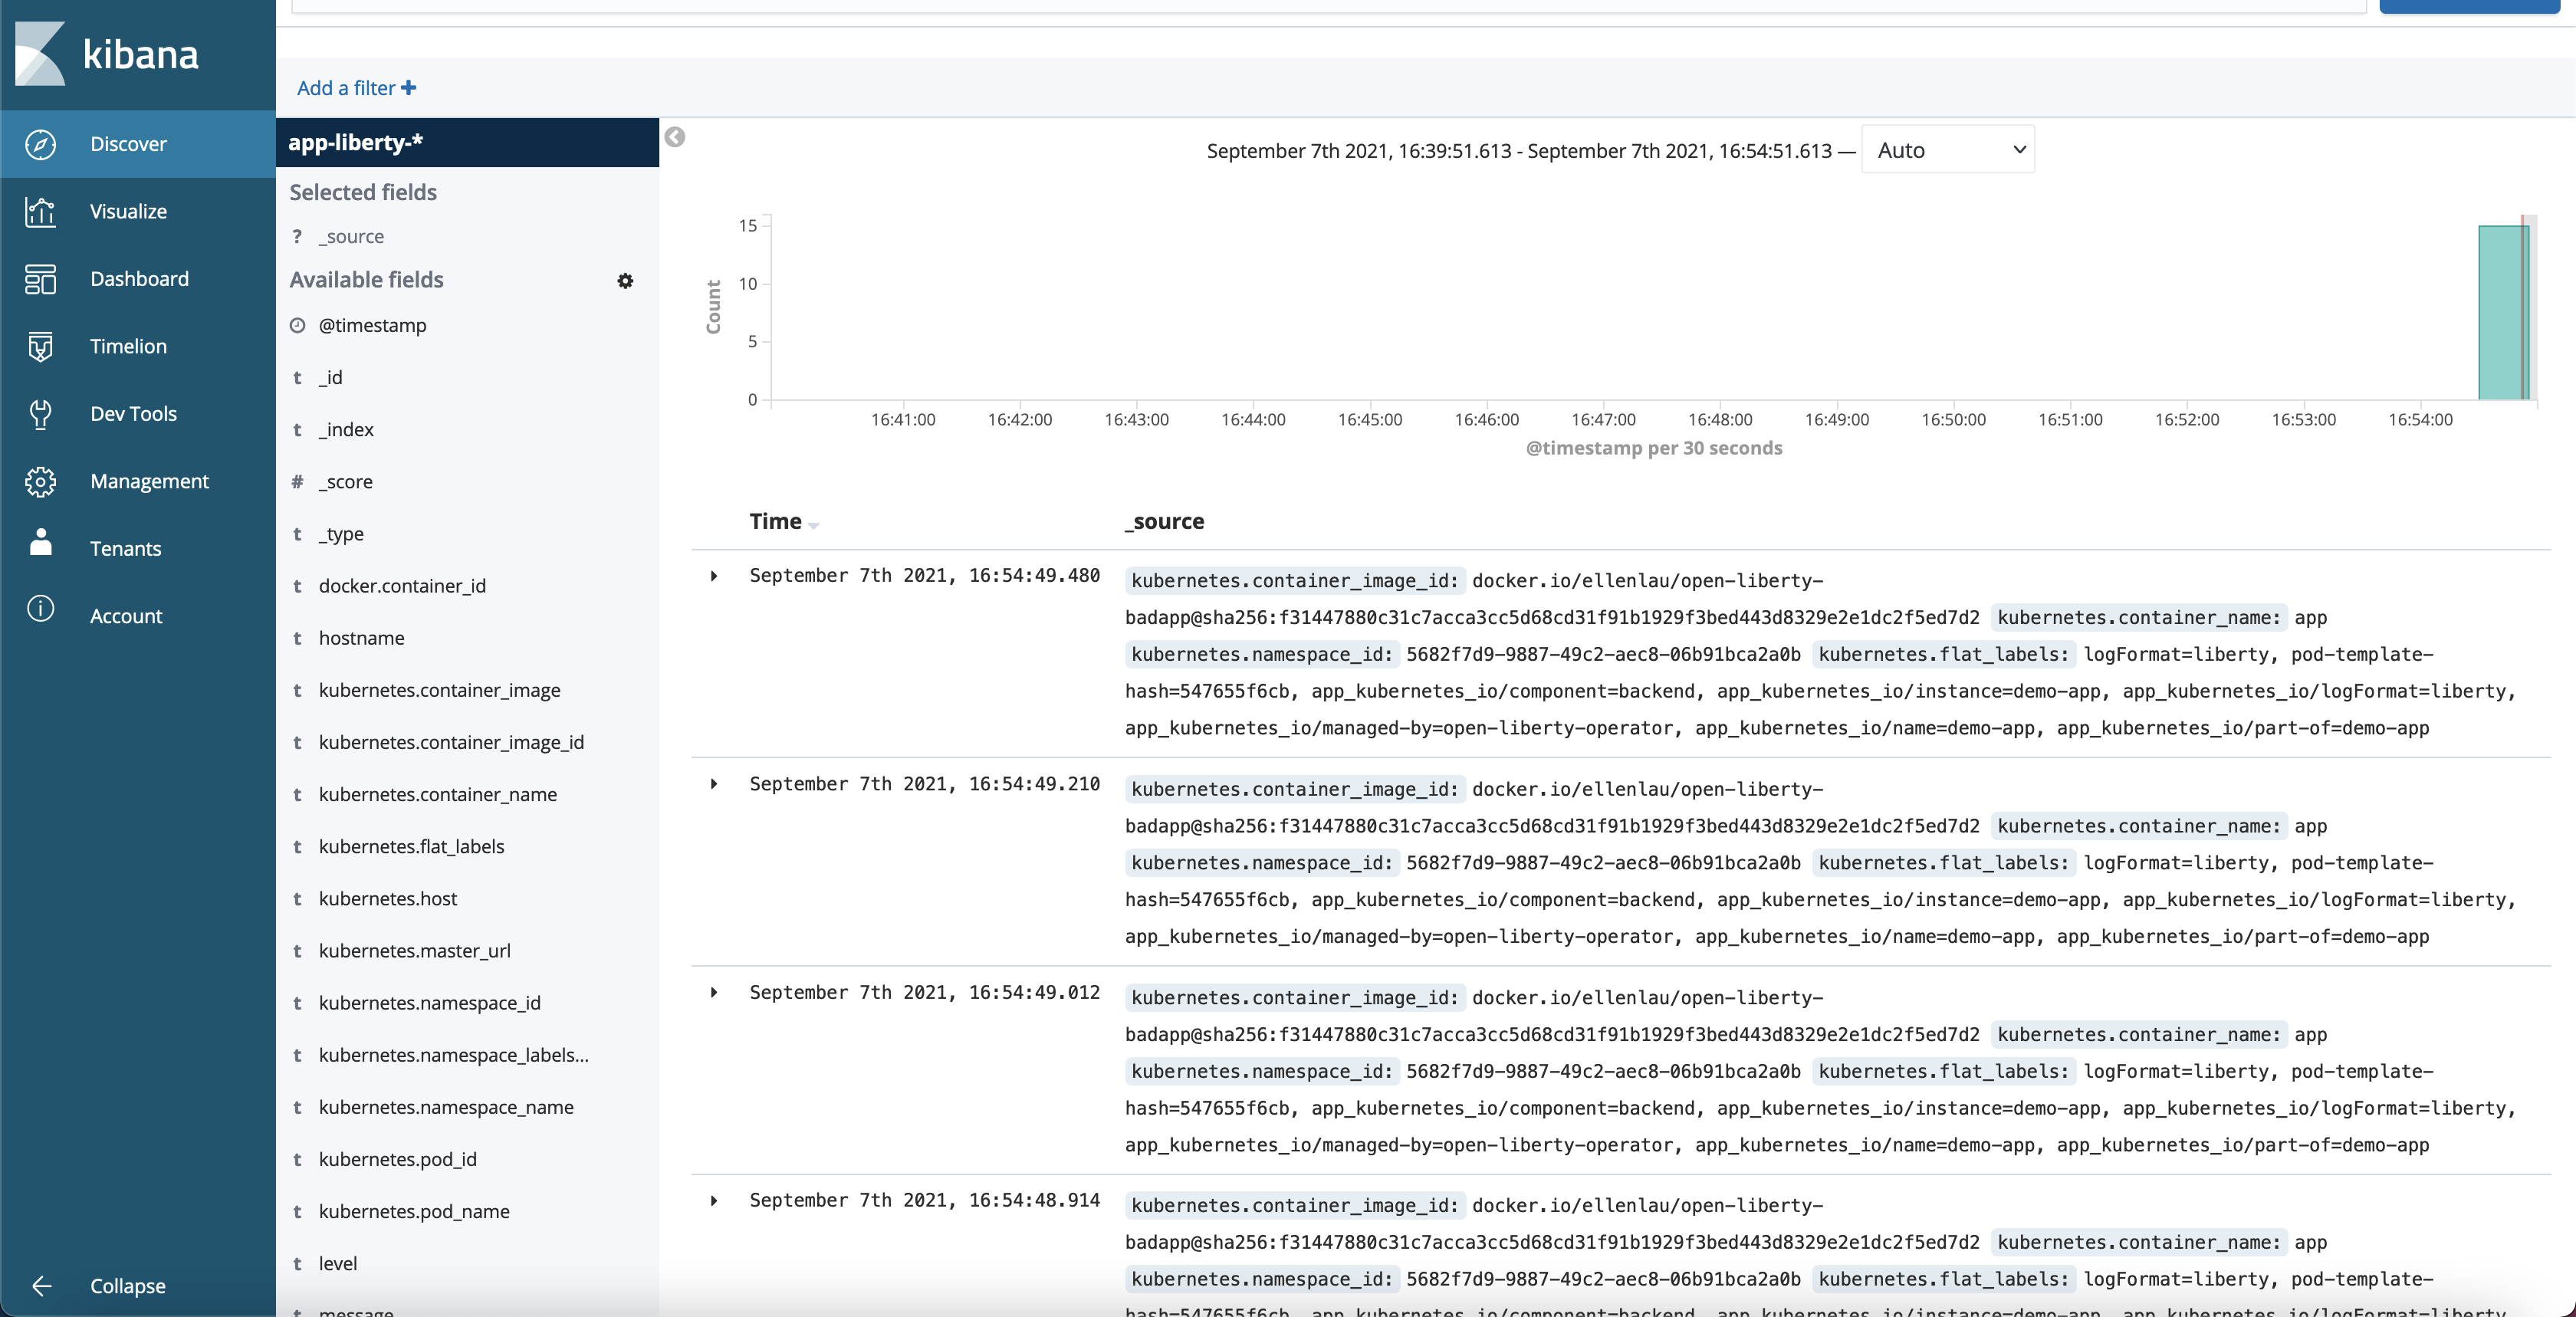 kibana
Discover
Visualize
Dashboard
Timelion
Dev Tools
Management
Tenants
Account
Collapse
Add a filter +
app-liberty-*
Selected fields
? _source
Available fields
@timestamp
t _id
t _index
# _score
t _type
t docker.container_id
t hostname
t kubernetes.container_image
t kubernetes.container_image_id
t kubernetes.container_name
t kubernetes.flat_labels
t kubernetes.host
t kubernetes.master_url
t kubernetes.namespace_id
t kubernetes.namespace_labels...
t kubernetes.namespace_name
t kubernetes.pod_id
t kubernetes.pod_name
t level
t message
September 7th 2021, 16:39:51.613 - September 7th 2021, 16:54:51.613 — Auto
Count
15
10
5
0
16:41:00 16:42:00 16:43:00 16:44:00 16:45:00 16:46:00 16:47:00 16:48:00 16:49:00 16:50:00 16:51:00 16:52:00 16:53:00 16:54:00
@timestamp per 30 seconds
Time _source
September 7th 2021, 16:54:49.480 kubernetes.container_image_id: docker.io/ellenlau/open-liberty-
badapp@sha256:f31447880c31c7acca3cc5d68cd31f91b1929f3bed443d8329e2e1dc2f5ed7d2 kubernetes.container_name: app
kubernetes.namespace_id: 5682f7d9-9887-49c2-aec8-06b91bca2a0b kubernetes.flat_labels: logFormat=liberty, pod-template-
hash=547655f6cb, app_kubernetes_io/component=backend, app_kubernetes_io/instance=demo-app, app_kubernetes_io/logFormat=liberty,
app_kubernetes_io/managed-by=open-liberty-operator, app_kubernetes_io/name=demo-app, app_kubernetes_io/part-of=demo-app
September 7th 2021, 16:54:49.210 kubernetes.container_image_id: docker.io/ellenlau/open-liberty-
badapp@sha256:f31447880c31c7acca3cc5d68cd31f91b1929f3bed443d8329e2e1dc2f5ed7d2 kubernetes.container_name: app
kubernetes.namespace_id: 5682f7d9-9887-49c2-aec8-06b91bca2a0b kubernetes.flat_labels: logFormat=liberty, pod-template-
hash=547655f6cb, app_kubernetes_io/component=backend, app_kubernetes_io/instance=demo-app, app_kubernetes_io/logFormat=liberty,
app_kubernetes_io/managed-by=open-liberty-operator, app_kubernetes_io/name=demo-app, app_kubernetes_io/part-of=demo-app
September 7th 2021, 16:54:49.012 kubernetes.container_image_id: docker.io/ellenlau/open-liberty-
badapp@sha256:f31447880c31c7acca3cc5d68cd31f91b1929f3bed443d8329e2e1dc2f5ed7d2 kubernetes.container_name: app
kubernetes.namespace_id: 5682f7d9-9887-49c2-aec8-06b91bca2a0b kubernetes.flat_labels: logFormat=liberty, pod-template-
hash=547655f6cb, app_kubernetes_io/component=backend, app_kubernetes_io/instance=demo-app, app_kubernetes_io/logFormat=liberty,
app_kubernetes_io/managed-by=open-liberty-operator, app_kubernetes_io/name=demo-app, app_kubernetes_io/part-of=demo-app
September 7th 2021, 16:54:48.914 kubernetes.container_image_id: docker.io/ellenlau/open-liberty-
badapp@sha256:f31447880c31c7acca3cc5d68cd31f91b1929f3bed443d8329e2e1dc2f5ed7d2 kubernetes.container_name: app
kubernetes.namespace_id: 5682f7d9-9887-49c2-aec8-06b91bca2a0b kubernetes.flat_labels: logFormat=liberty, pod-template-
hash=547655f6cb, app_kubernetes_io/component=backend, app_kubernetes_io/instance=demo-app, app_kubernetes_io/logFormat=liberty,